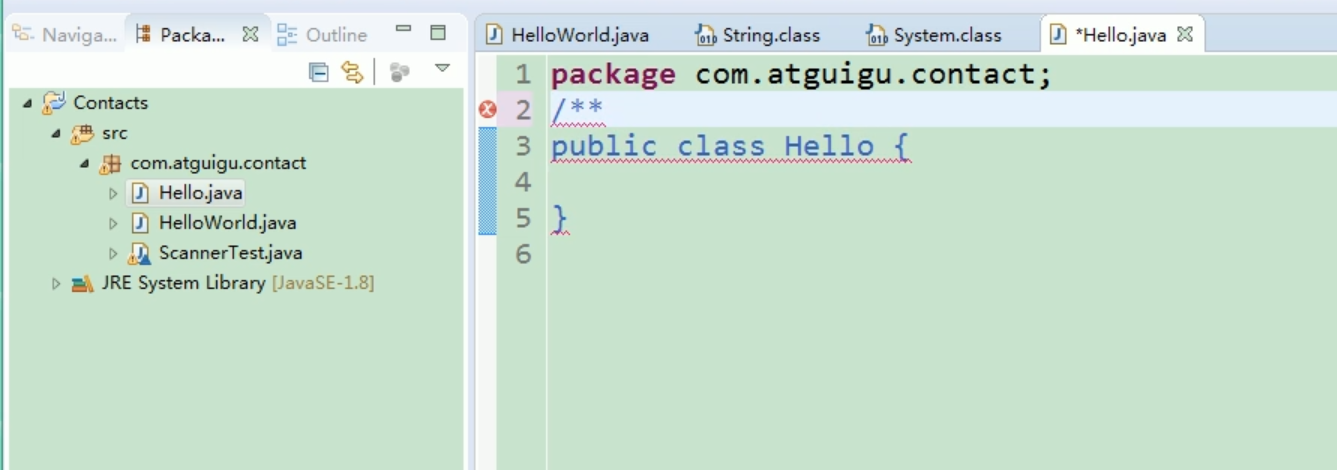 Naviga... Packa... Outline
Contacts
src
com.atguigu.contact
Hello.java
HelloWorld.java
ScannerTest.java
JRE System Library [JavaSE-1.8]
HelloWorld.java String.class System.class *Hello.java
1 package com.atguigu.contact;
2 /**
3 public class Hello {
4
5 }
6